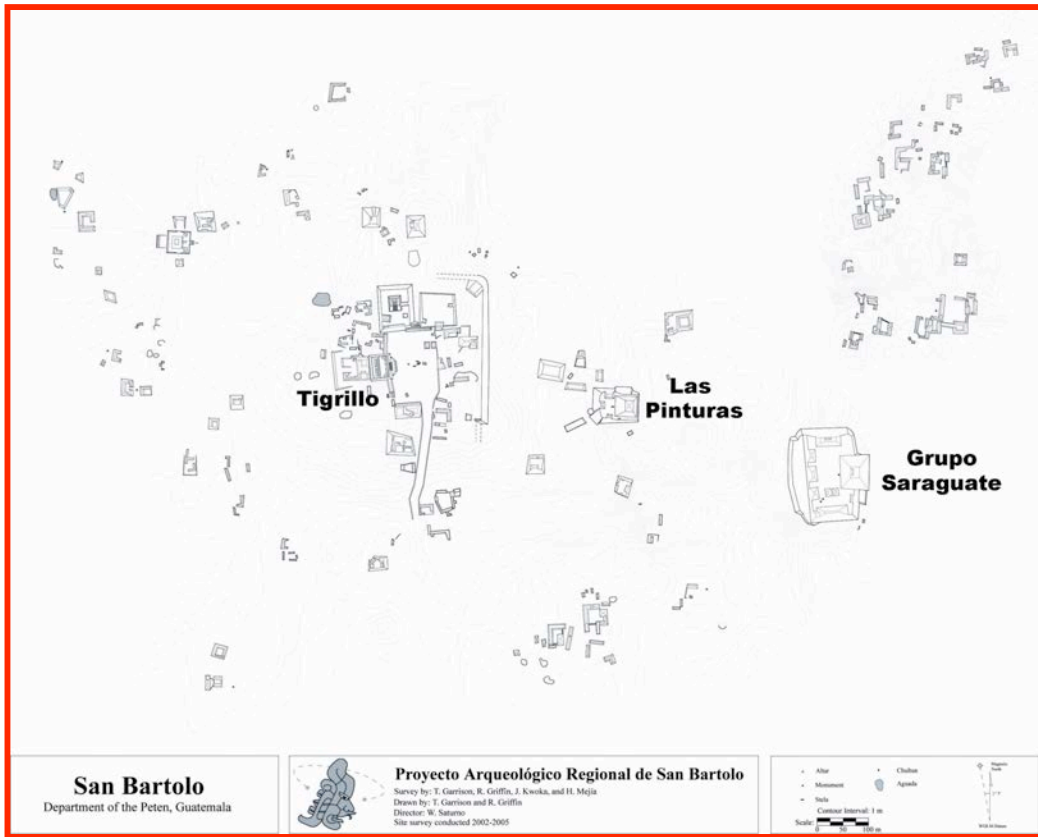 Tigrillo
Las
Pinturas
Grupo
Saraguate
San Bartolo
Department of the Peten, Guatemala
Proyecto Arqueológico Regional de San Bartolo
Survey by: T. Garrison, R. Griffin, J. Kwoka, and H. Mejía
Drawn by: T. Garrison and R. Griffin
Director: W. Saturno
Site survey conducted 2002-2005
Altar
Monument
Stela
Chultun
Aguada
Contour Interval: 1 m
Scale:
0 50 100 m
Magnetic
North